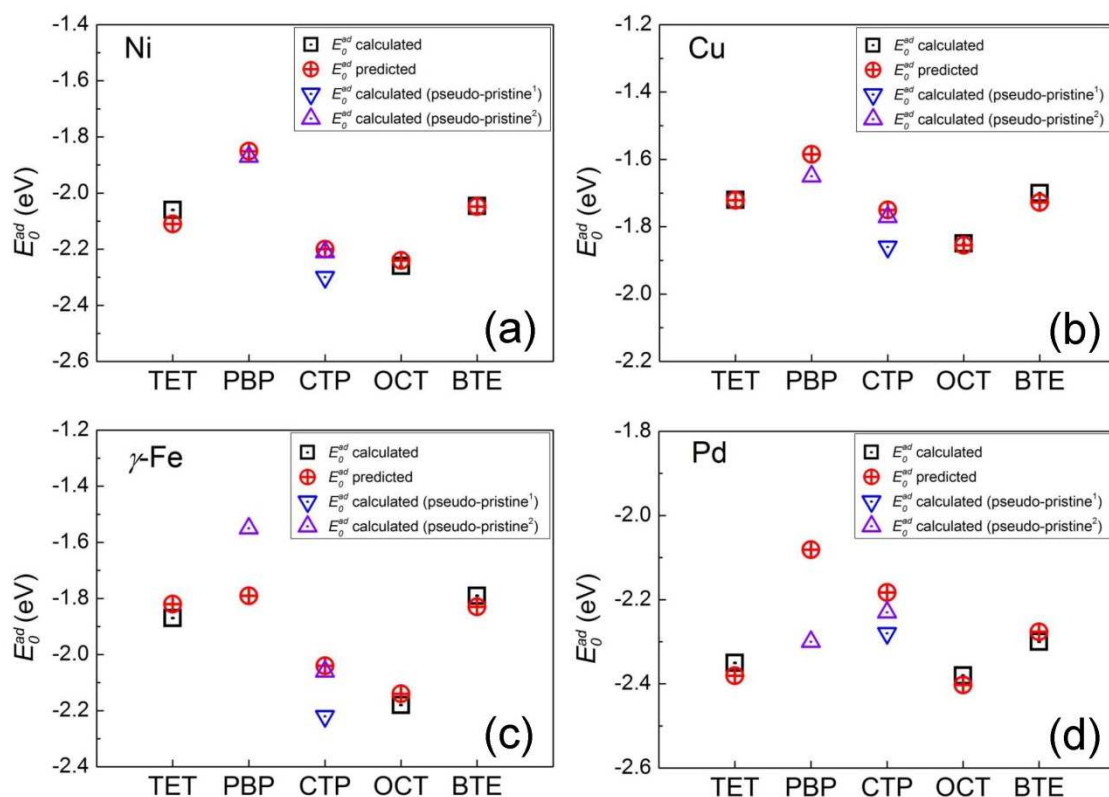 -1.4
-1.6
-1.8
-2.0
-2.2
-2.4
-2.6
E₀ᵃᵈ (eV)
Ni
E₀ᵃᵈ calculated
E₀ᵃᵈ predicted
E₀ᵃᵈ calculated (pseudo-pristine¹)
E₀ᵃᵈ calculated (pseudo-pristine²)
(a)
TET PBP CTP OCT BTE
-1.2
-1.4
-1.6
-1.8
-2.0
-2.2
E₀ᵃᵈ (eV)
Cu
E₀ᵃᵈ calculated
E₀ᵃᵈ predicted
E₀ᵃᵈ calculated (pseudo-pristine¹)
E₀ᵃᵈ calculated (pseudo-pristine²)
(b)
TET PBP CTP OCT BTE
-1.2
-1.4
-1.6
-1.8
-2.0
-2.2
-2.4
E₀ᵃᵈ (eV)
γ-Fe
E₀ᵃᵈ calculated
E₀ᵃᵈ predicted
E₀ᵃᵈ calculated (pseudo-pristine¹)
E₀ᵃᵈ calculated (pseudo-pristine²)
(c)
TET PBP CTP OCT BTE
-1.8
-2.0
-2.2
-2.4
-2.6
E₀ᵃᵈ (eV)
Pd
E₀ᵃᵈ calculated
E₀ᵃᵈ predicted
E₀ᵃᵈ calculated (pseudo-pristine¹)
E₀ᵃᵈ calculated (pseudo-pristine²)
(d)
TET PBP CTP OCT BTE